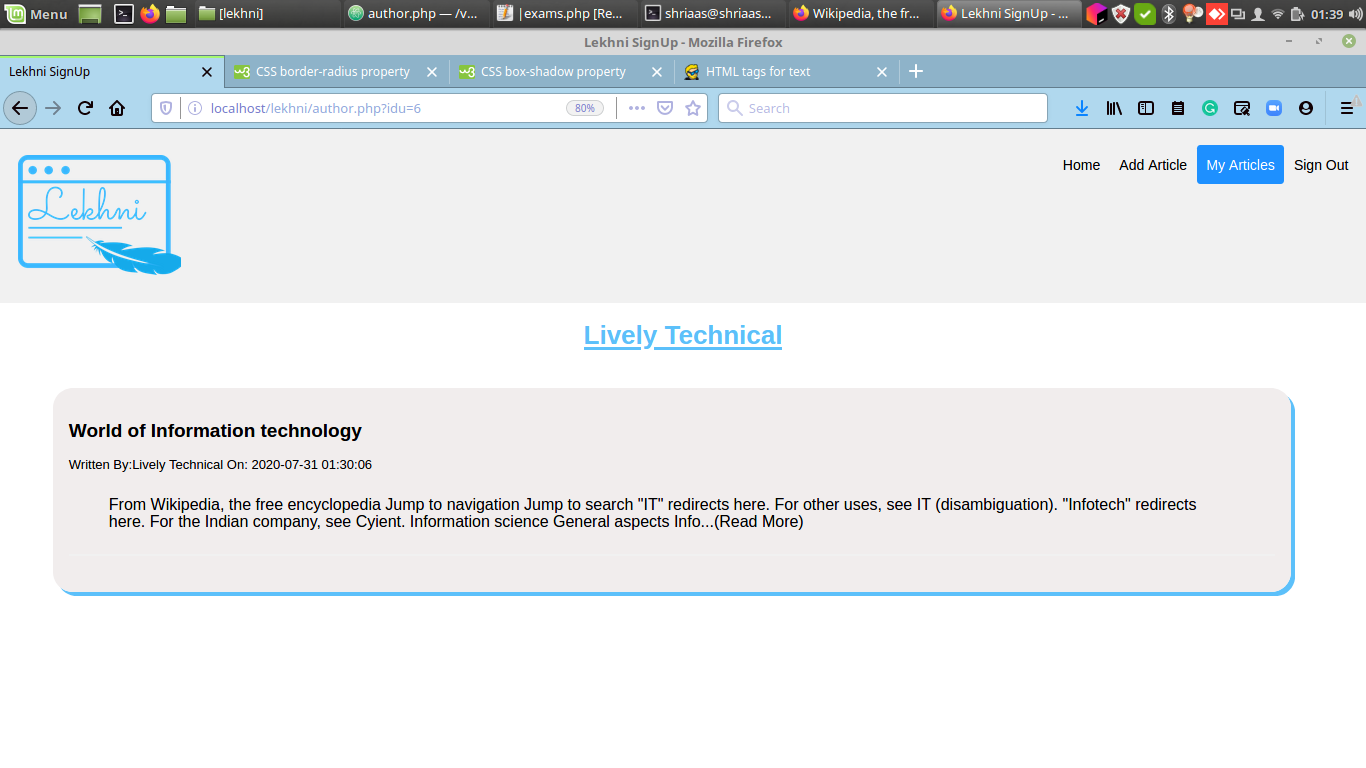 Menu [lekhni] author.php — /v... |exams.php [Re... shriaas@shriaas... Wikipedia, the fr... Lekhni SignUp - ... 01:39
Lekhni SignUp - Mozilla Firefox
Lekhni SignUp CSS border-radius property CSS box-shadow property HTML tags for text
localhost/lekhni/author.php?idu=6 80% Search
Home Add Article My Articles Sign Out
Lekhni
Lively Technical
World of Information technology
Written By:Lively Technical On: 2020-07-31 01:30:06
From Wikipedia, the free encyclopedia Jump to navigation Jump to search "IT" redirects here. For other uses, see IT (disambiguation). "Infotech" redirects
here. For the Indian company, see Cyient. Information science General aspects Info...(Read More)